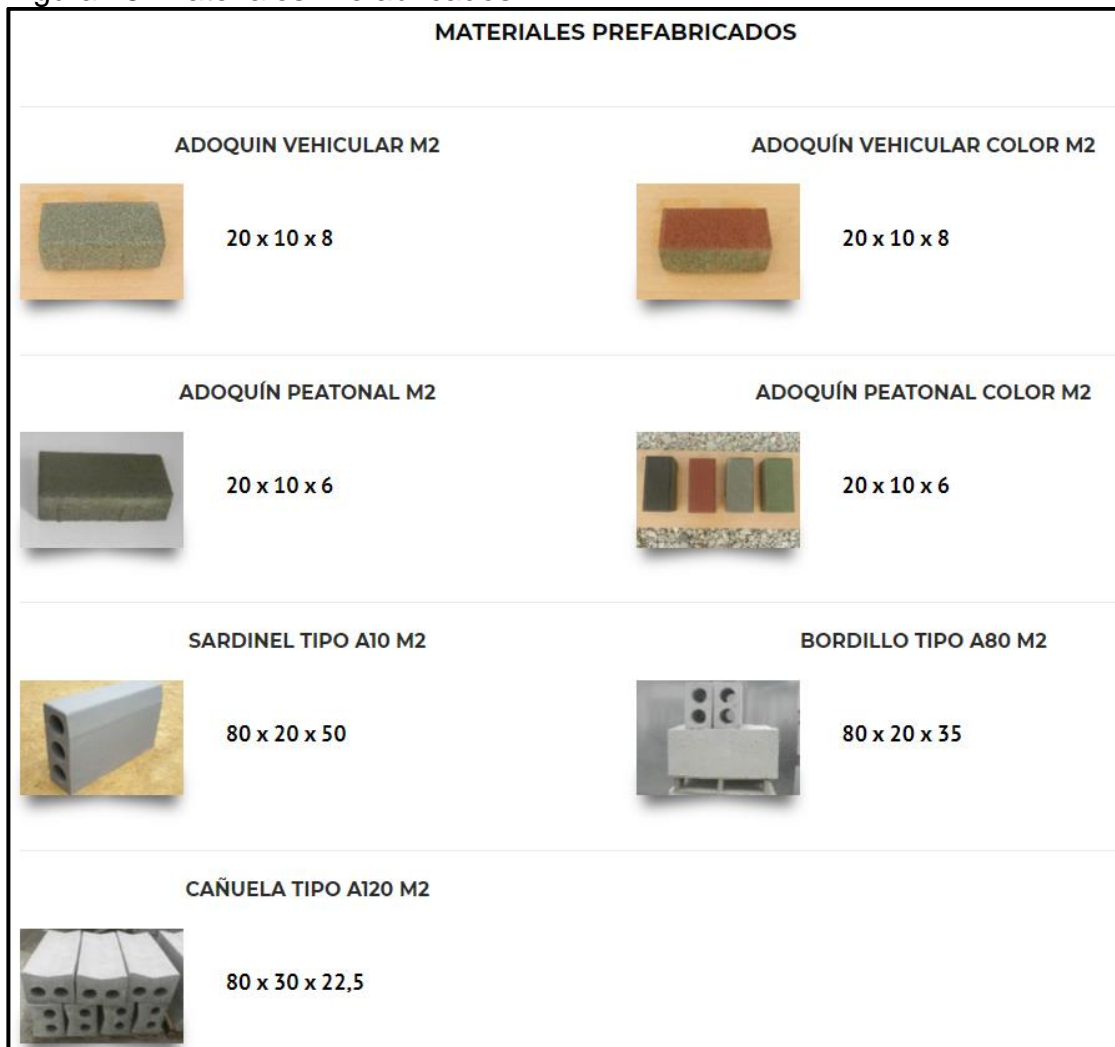 MATERIALES PREFABRICADOS
ADOQUIN VEHICULAR M2
ADOQUÍN VEHICULAR COLOR M2
20 x 10 x 8
20 x 10 x 8
ADOQUÍN PEATONAL M2
ADOQUÍN PEATONAL COLOR M2
20 x 10 x 6
20 x 10 x 6
SARDINEL TIPO A10 M2
BORDILLO TIPO A80 M2
80 x 20 x 50
80 x 20 x 35
CAÑUELA TIPO A120 M2
80 x 30 x 22,5